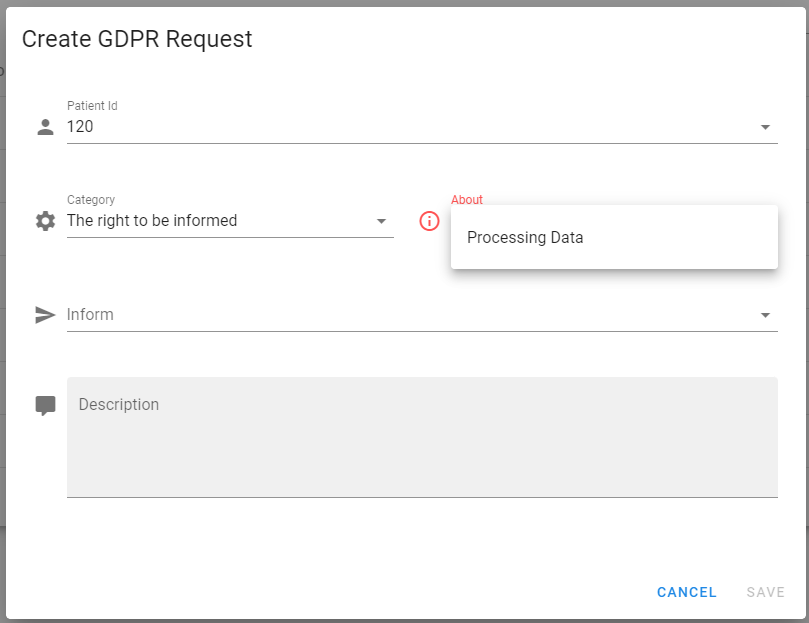 Create GDPR Request
Patient Id
120
Category
The right to be informed
About
Processing Data
Inform
Description
CANCEL
SAVE